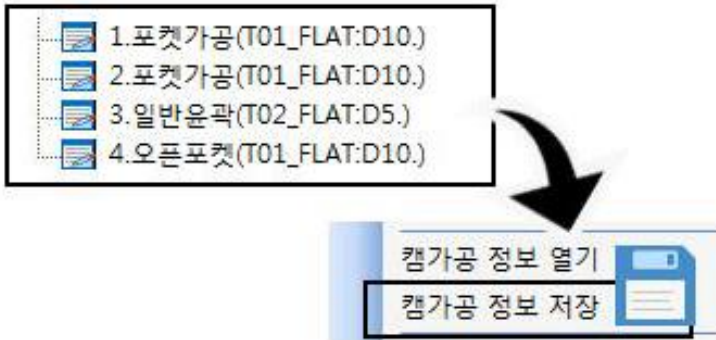 1.포켓가공(T01_FLAT:D10.)
2.포켓가공(T01_FLAT:D10.)
3.일반윤곽(T02_FLAT:D5.)
4.오픈포켓(T01_FLAT:D10.)
캠가공 정보 열기
캠가공 정보 저장